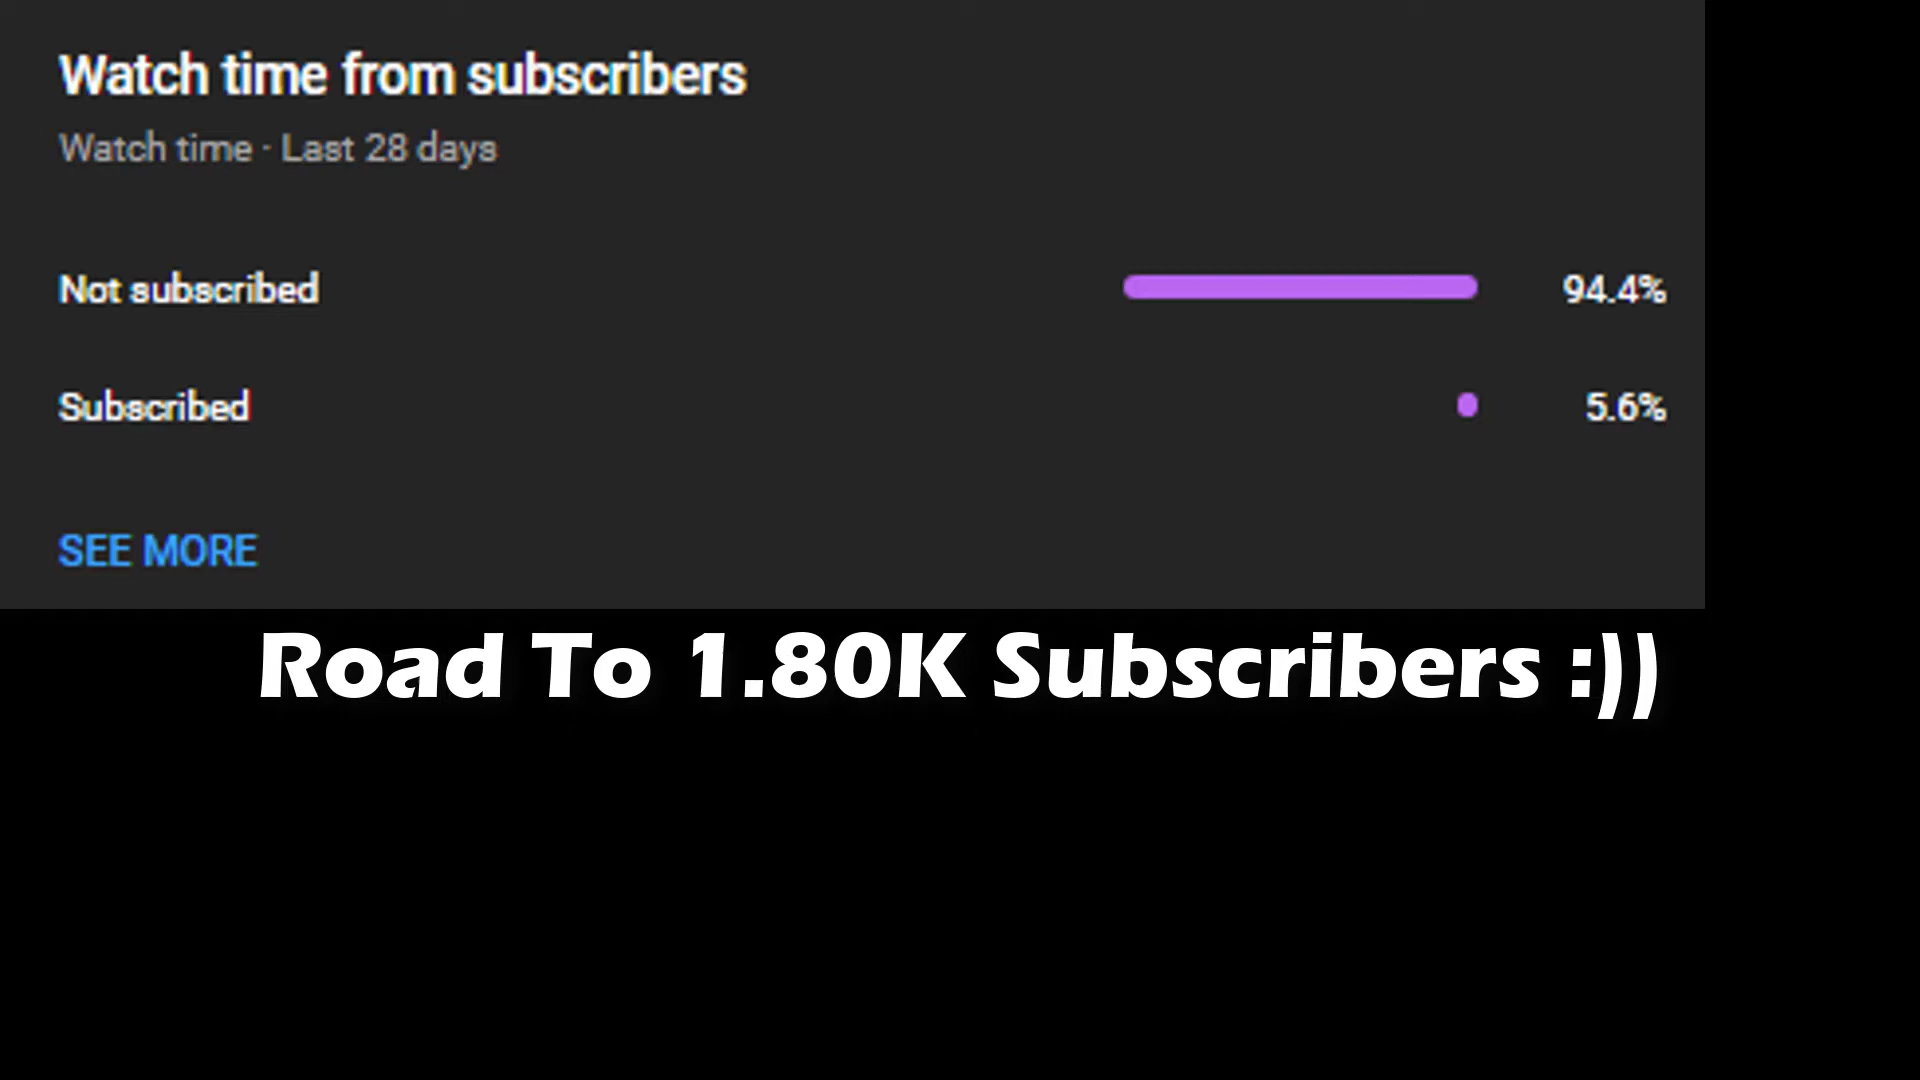 Watch time from subscribers
Watch time · Last 28 days
Not subscribed 94.4%
Subscribed 5.6%
SEE MORE
Road To 1.80K Subscribers :))